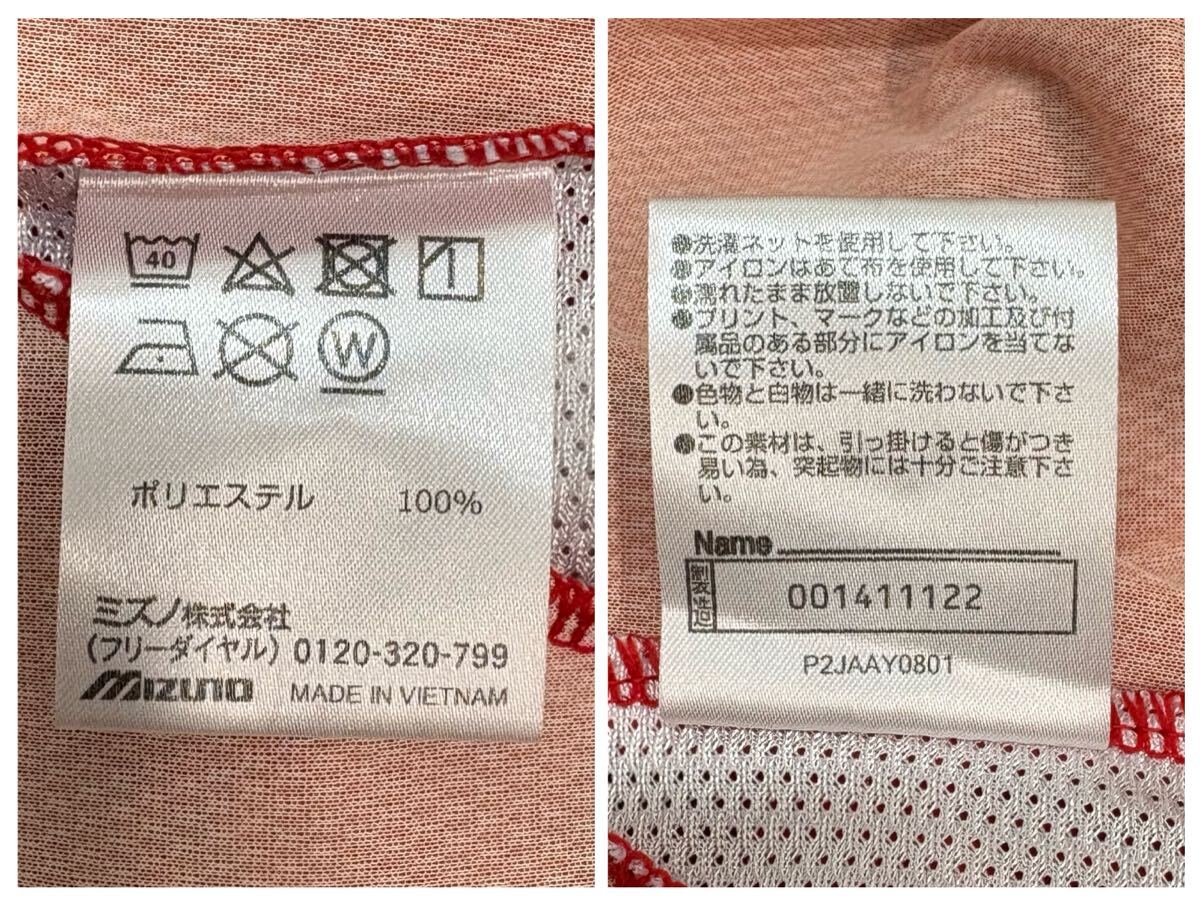 40
W
ポリエステル 100%
ミズノ株式会社
(フリーダイヤル) 0120-320-799
MIZUNO MADE IN VIETNAM
●洗濯ネットを使用して下さい。
●アイロンはあて布を使用して下さい。
●濡れたまま放置しないで下さい。
●プリント、マークなどの加工及び付
属品のある部分にアイロンを当てな
いで下さい。
●色物と白物は一緒に洗わないで下さ
い。
●この素材は、引っ掛けると傷がつき
易い為、突起物には十分ご注意下さ
い。
Name
001411122
P2JAAY0801